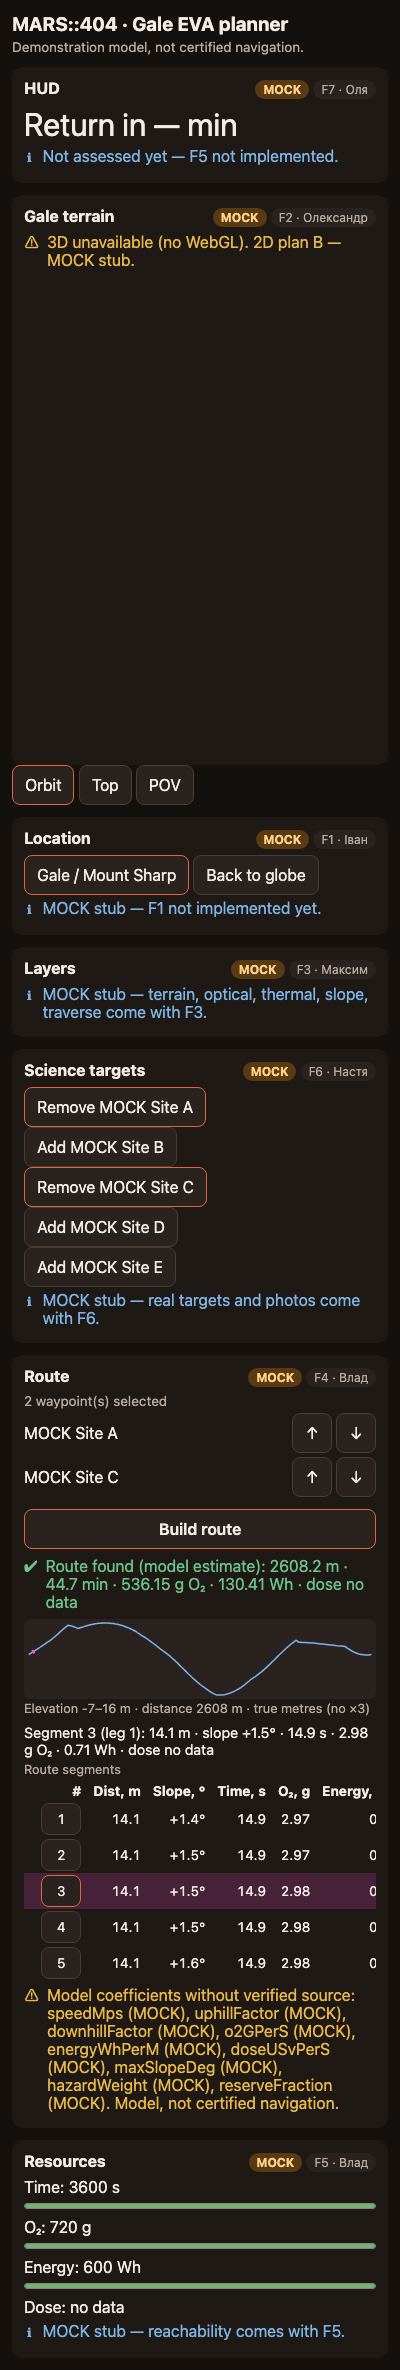 MARS::404 · Gale EVA planner
Demonstration model, not certified navigation.
HUD
MOCK
F7 · Оля
Return in — min
ℹ Not assessed yet — F5 not implemented.
Gale terrain
MOCK
F2 · Олександр
⚠ 3D unavailable (no WebGL). 2D plan B —
MOCK stub.
Orbit
Top
POV
Location
MOCK
F1 · Іван
Gale / Mount Sharp
Back to globe
ℹ MOCK stub — F1 not implemented yet.
Layers
MOCK
F3 · Максим
ℹ MOCK stub — terrain, optical, thermal, slope,
traverse come with F3.
Science targets
MOCK
F6 · Настя
Remove MOCK Site A
Add MOCK Site B
Remove MOCK Site C
Add MOCK Site D
Add MOCK Site E
ℹ MOCK stub — real targets and photos come
with F6.
Route
MOCK
F4 · Влад
2 waypoint(s) selected
MOCK Site A ↑ ↓
MOCK Site C ↑ ↓
Build route
✔ Route found (model estimate): 2608.2 m ·
44.7 min · 536.15 g O₂ · 130.41 Wh · dose no
data
Elevation -7–16 m · distance 2608 m · true metres (no ×3)
Segment 3 (leg 1): 14.1 m · slope +1.5° · 14.9 s · 2.98
g O₂ · 0.71 Wh · dose no data
Route segments
# Dist, m Slope, ° Time, s O₂, g Energy,
1 14.1 +1.4° 14.9 2.97 0
2 14.1 +1.5° 14.9 2.97 0
3 14.1 +1.5° 14.9 2.98 0
4 14.1 +1.5° 14.9 2.98 0
5 14.1 +1.6° 14.9 2.98 0
⚠ Model coefficients without verified source:
speedMps (MOCK), uphillFactor (MOCK),
downhillFactor (MOCK), o2GPerS (MOCK),
energyWhPerM (MOCK), doseUSvPerS
(MOCK), maxSlopeDeg (MOCK),
hazardWeight (MOCK), reserveFraction
(MOCK). Model, not certified navigation.
Resources
MOCK
F5 · Влад
Time: 3600 s
O₂: 720 g
Energy: 600 Wh
Dose: no data
ℹ MOCK stub — reachability comes with F5.